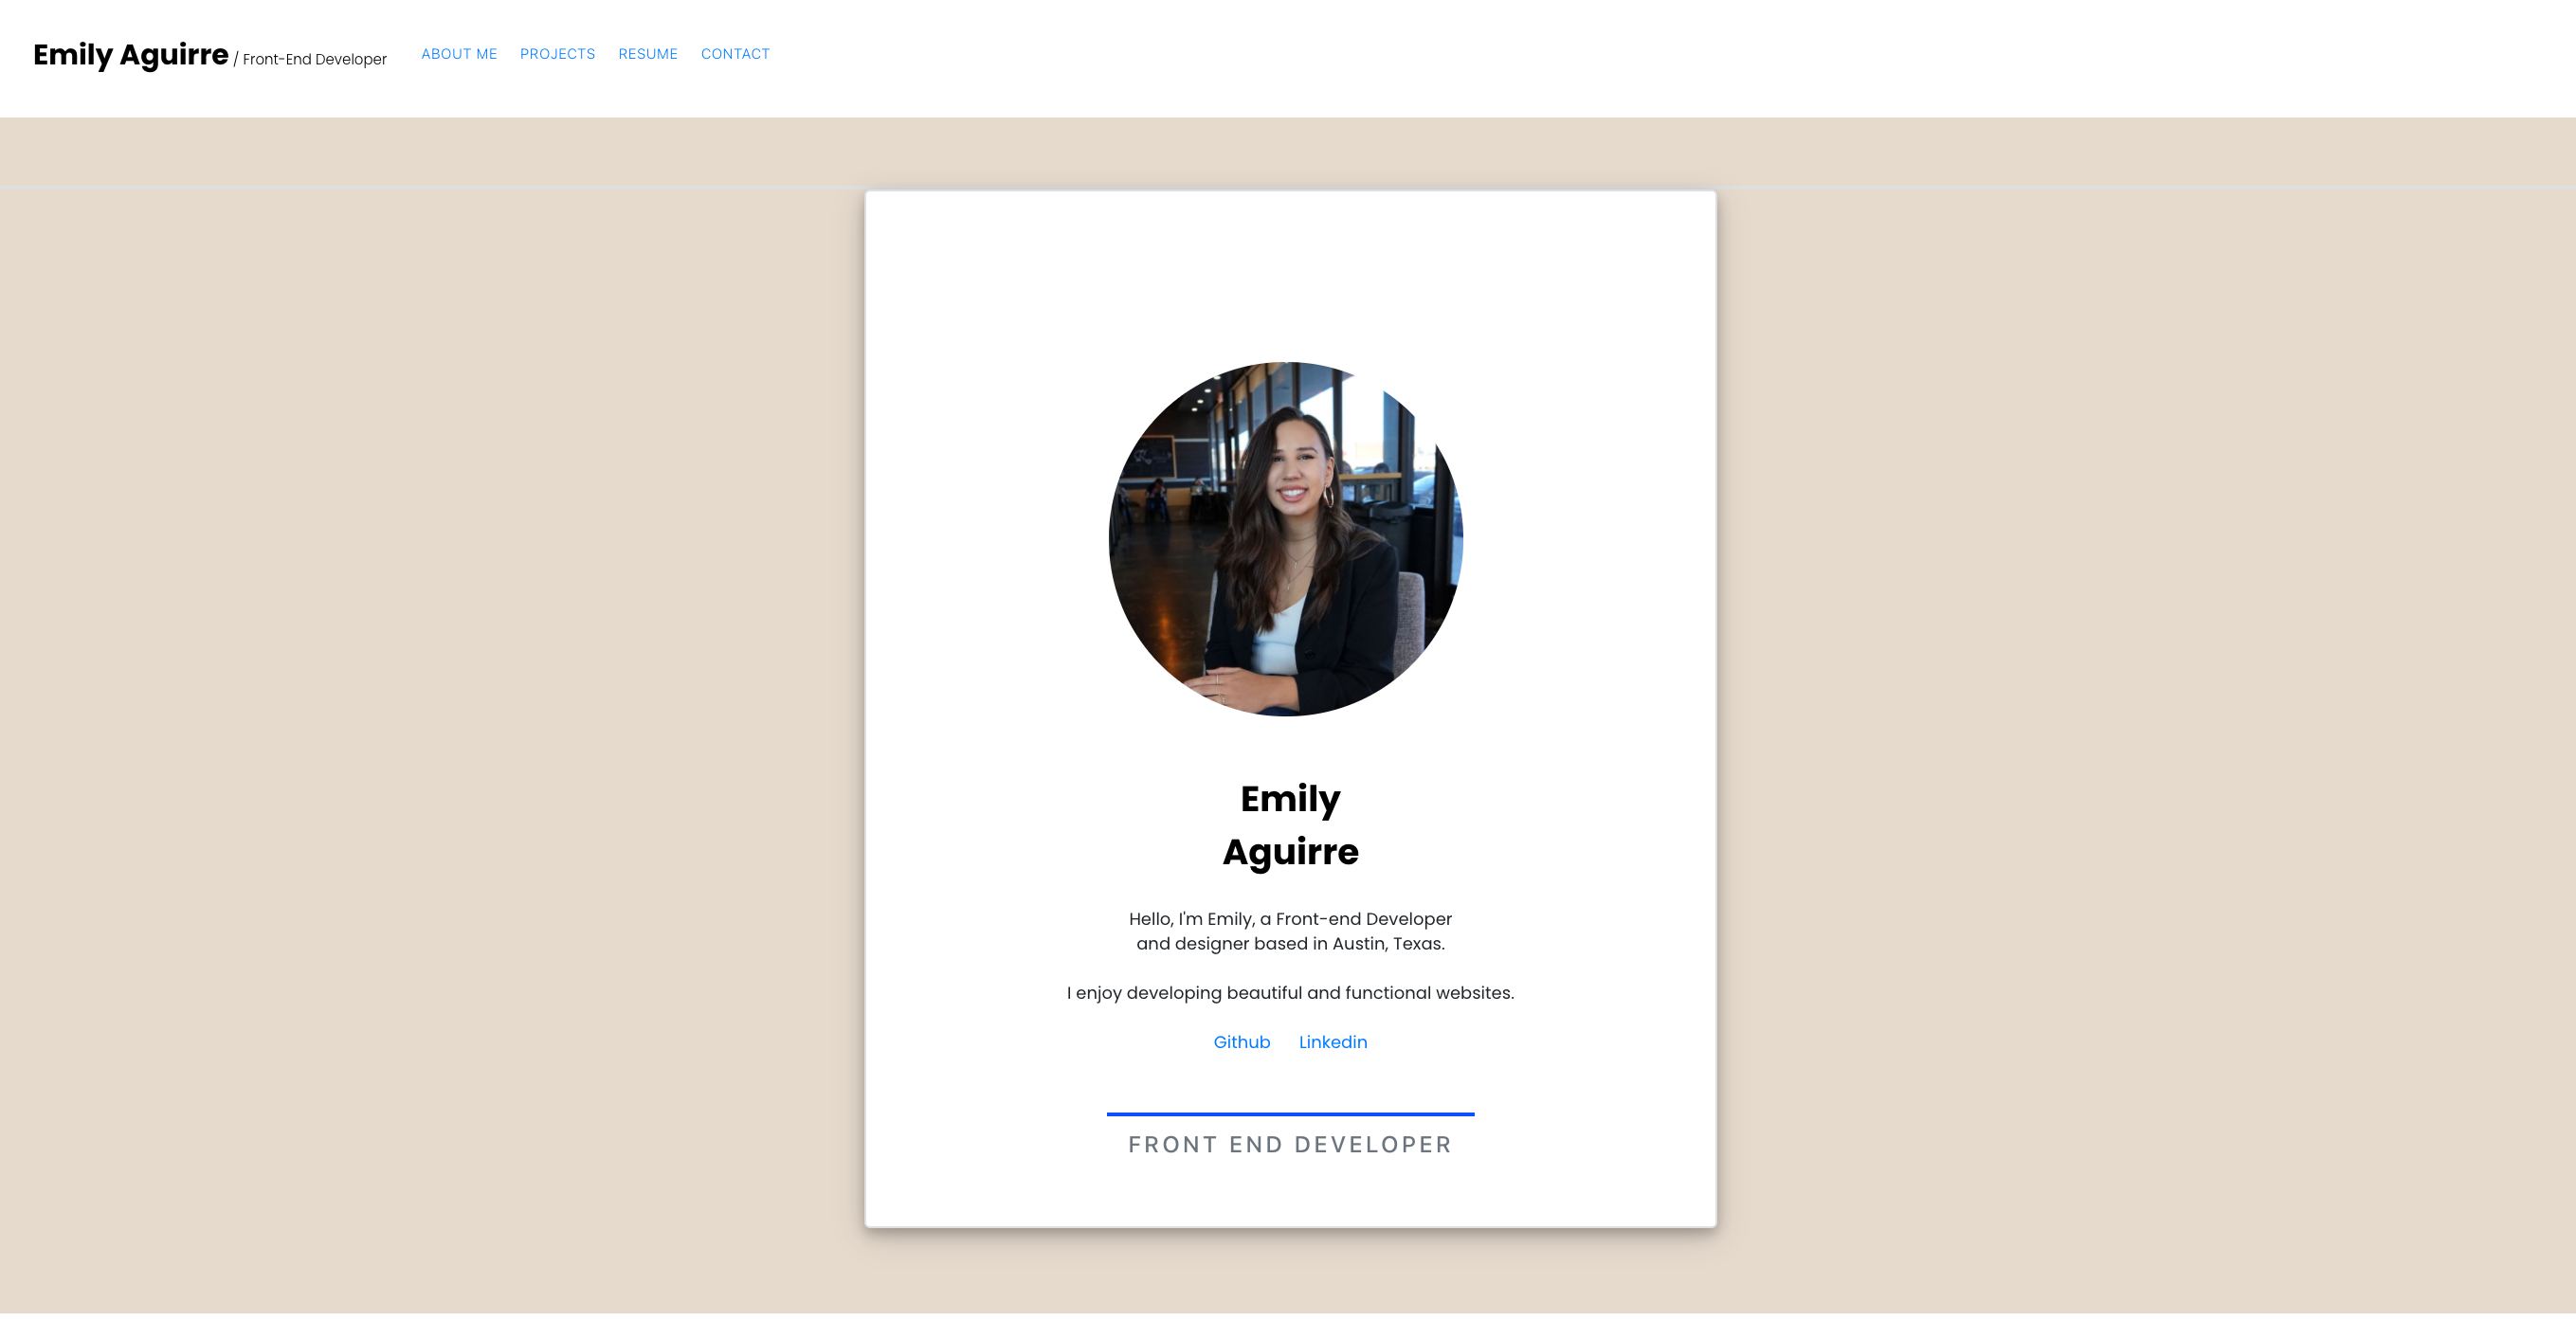 Emily Aguirre / Front-End Developer ABOUT ME PROJECTS RESUME CONTACT
Emily
Aguirre
Hello, I'm Emily, a Front-end Developer
and designer based in Austin, Texas.
I enjoy developing beautiful and functional websites.
Github Linkedin
FRONT END DEVELOPER